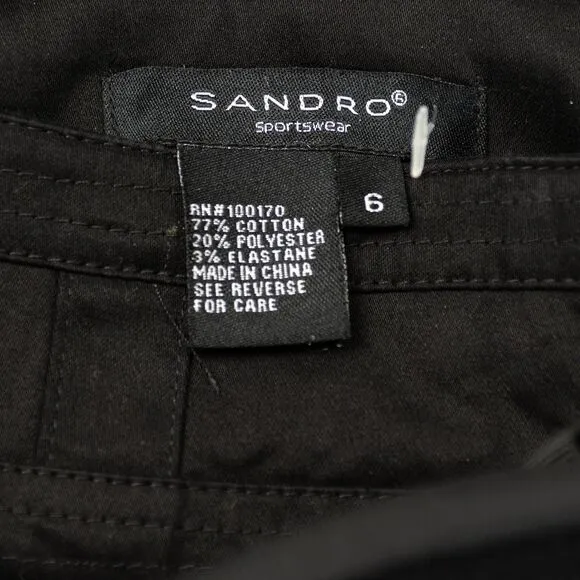 SANDRO®
Sportswear
6
RN#100170
77% COTTON
20% POLYESTER
3% ELASTANE
MADE IN CHINA
SEE REVERSE
FOR CARE